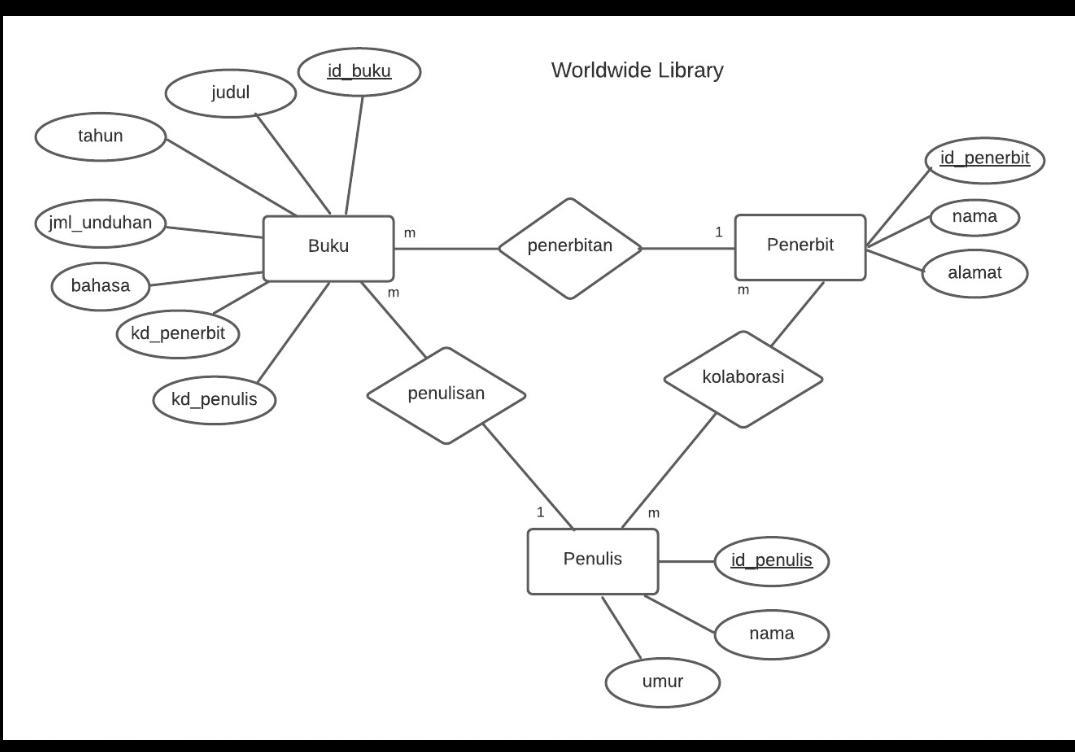 Worldwide Library
id_buku
judul
tahun
jml_unduhan
bahasa
kd_penerbit
kd_penulis
Buku
m
penerbitan
1
Penerbit
id_penerbit
nama
alamat
m
penulisan
m
kolaborasi
1
m
Penulis
id_penulis
nama
umur